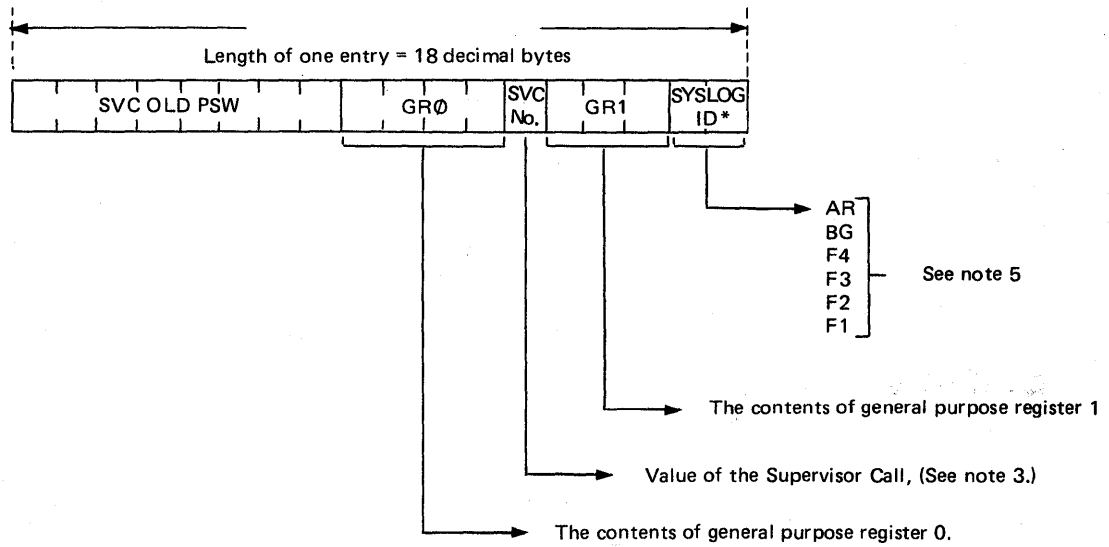 Length of one entry = 18 decimal bytes
SVC OLD PSW
GRØ
SVC
No.
GR1
SYSLOG
ID*
AR
BG
F4
F3
F2
F1
See note 5
The contents of general purpose register 1
Value of the Supervisor Call, (See note 3.)
The contents of general purpose register 0.